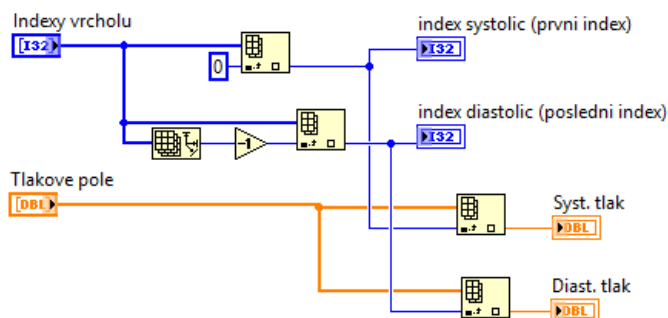 Indexy vrcholu
[I32]
0
index systolic (prvni index)
I32
-1
index diastolic (posledni index)
I32
Tlakove pole
[DBL]
Syst. tlak
DBL
Diast. tlak
DBL